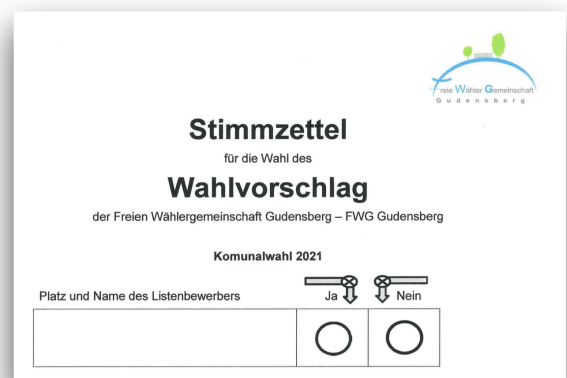 Freie Wähler Gemeinschaft
Gudensberg
Stimmzettel
für die Wahl des
Wahlvorschlag
der Freien Wählergemeinschaft Gudensberg – FWG Gudensberg
Komunalwahl 2021
Platz und Name des Listenbewerbers Ja Nein